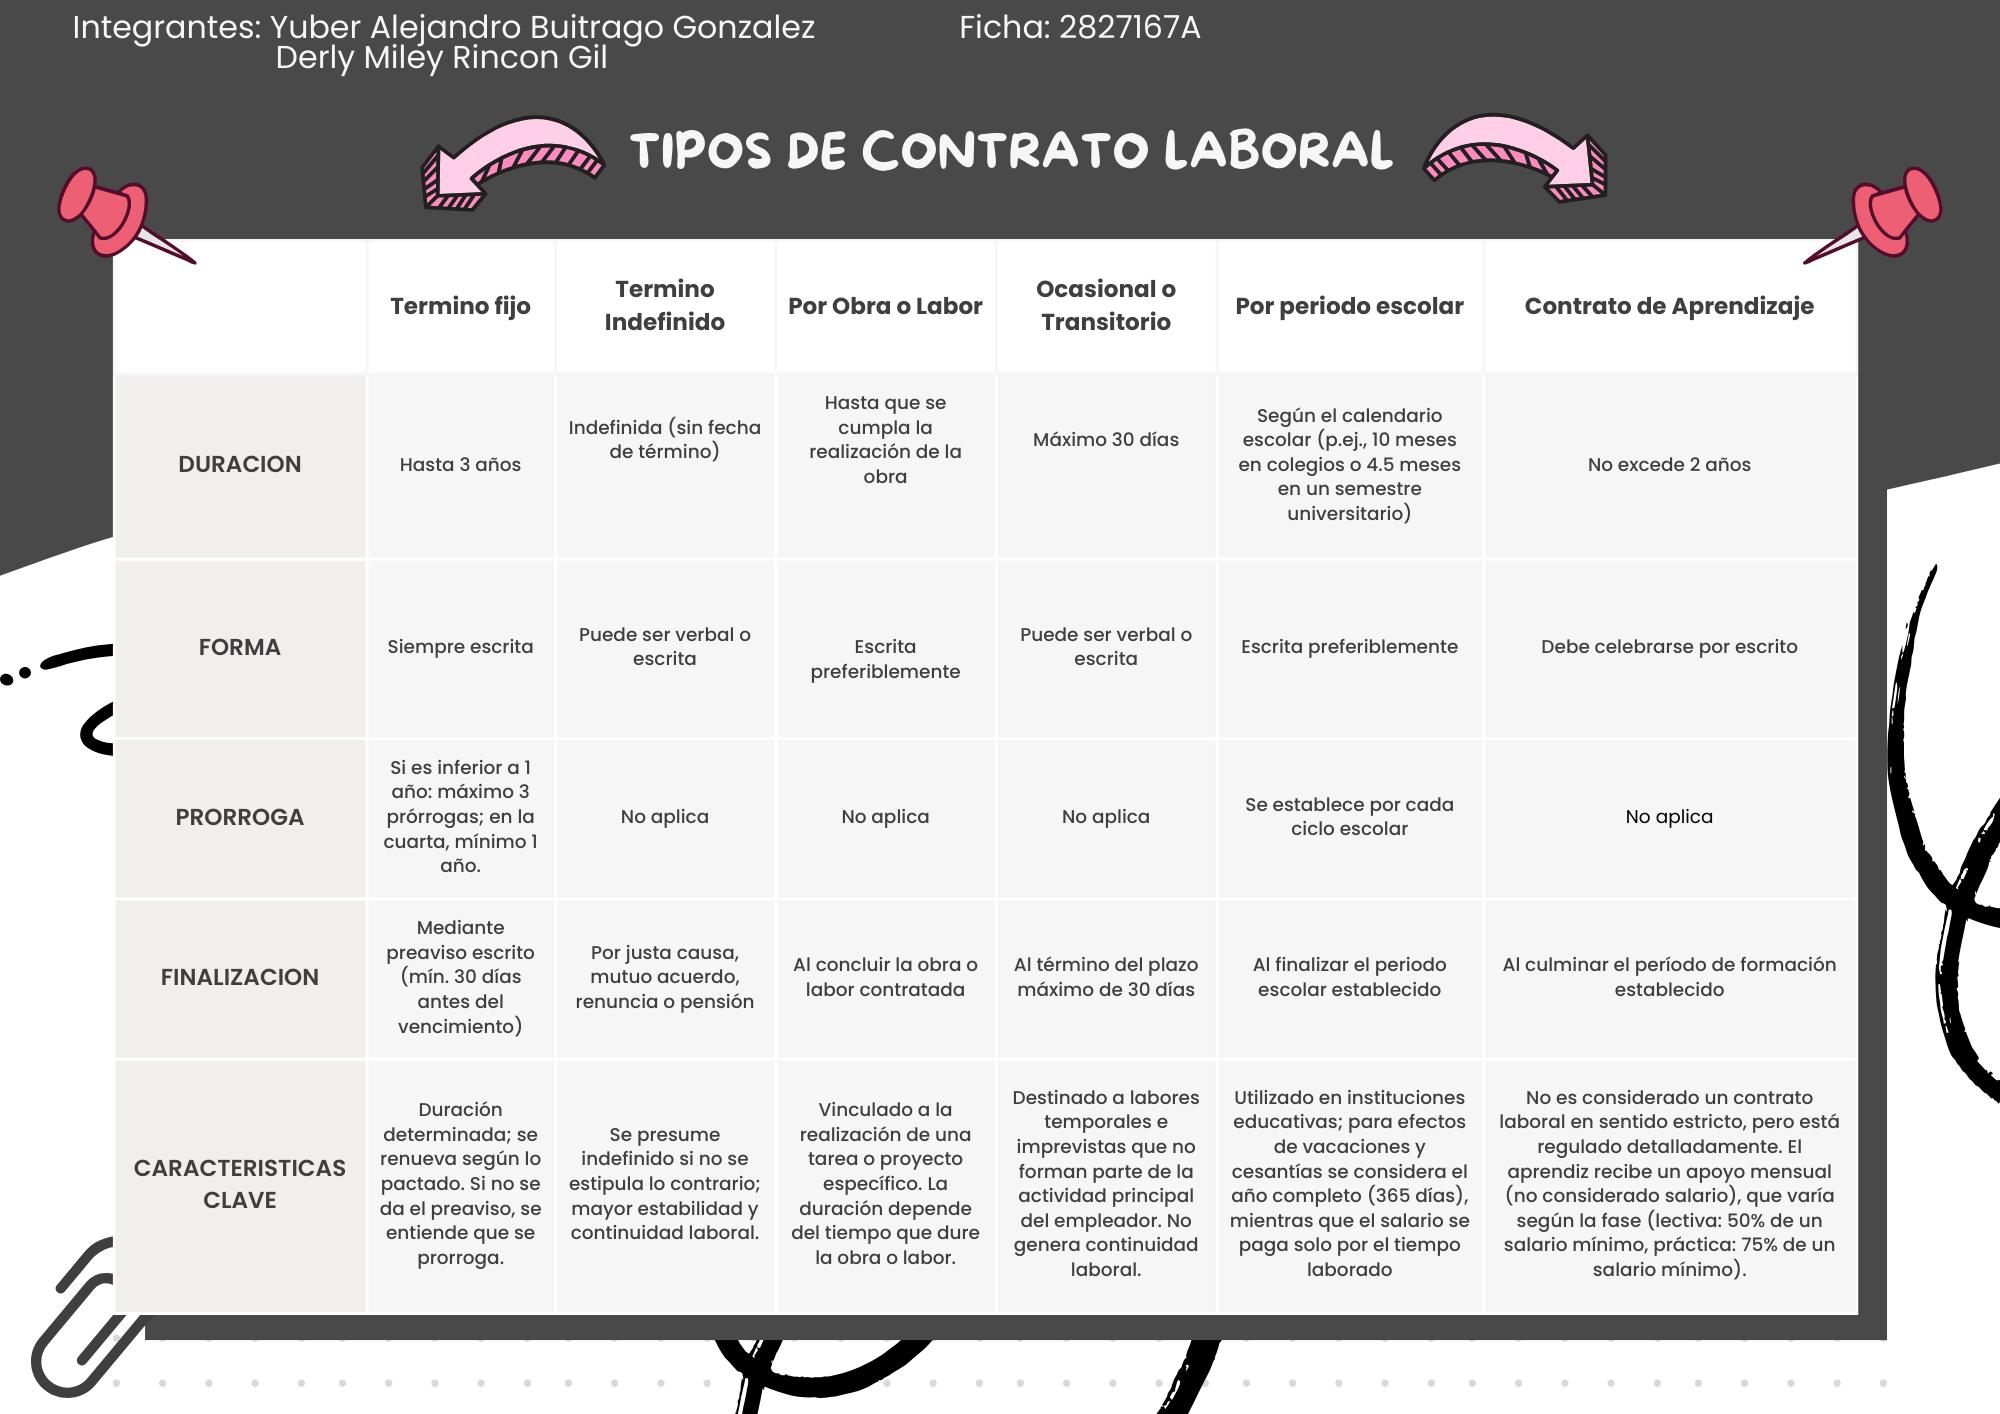 Integrantes: Yuber Alejandro Buitrago Gonzalez
Derly Miley Rincon Gil
Ficha: 2827167A
TIPOS DE CONTRATO LABORAL
Termino fijo
Termino
Indefinido
Por Obra o Labor
Ocasional o
Transitorio
Por periodo escolar
Contrato de Aprendizaje
DURACION
Hasta 3 años
Indefinida (sin fecha
de término)
Hasta que se
cumpla la
realización de la
obra
Máximo 30 días
Según el calendario
escolar (p.ej., 10 meses
en colegios o 4.5 meses
en un semestre
universitario)
No excede 2 años
FORMA
Siempre escrita
Puede ser verbal o
escrita
Escrita
preferiblemente
Puede ser verbal o
escrita
Escrita preferiblemente
Debe celebrarse por escrito
PRORROGA
Si es inferior a 1
año: máximo 3
prórrogas; en la
cuarta, mínimo 1
año.
No aplica
No aplica
No aplica
Se establece por cada
ciclo escolar
No aplica
FINALIZACION
Mediante
preaviso escrito
(mín. 30 días
antes del
vencimiento)
Por justa causa,
mutuo acuerdo,
renuncia o pensión
Al concluir la obra o
labor contratada
Al término del plazo
máximo de 30 días
Al finalizar el periodo
escolar establecido
Al culminar el período de formación
establecido
CARACTERISTICAS
CLAVE
Duración
determinada; se
renueva según lo
pactado. Si no se
da el preaviso, se
entiende que se
prorroga.
Se presume
indefinido si no se
estipula lo contrario;
mayor estabilidad y
continuidad laboral.
Vinculado a la
realización de una
tarea o proyecto
específico. La
duración depende
del tiempo que dure
la obra o labor.
Destinado a labores
temporales e
imprevistas que no
forman parte de la
actividad principal
del empleador. No
genera continuidad
laboral.
Utilizado en instituciones
educativas; para efectos
de vacaciones y
cesantías se considera el
año completo (365 días),
mientras que el salario se
paga solo por el tiempo
laborado
No es considerado un contrato
laboral en sentido estricto, pero está
regulado detalladamente. El
aprendiz recibe un apoyo mensual
(no considerado salario), que varía
según la fase (lectiva: 50% de un
salario mínimo, práctica: 75% de un
salario mínimo).